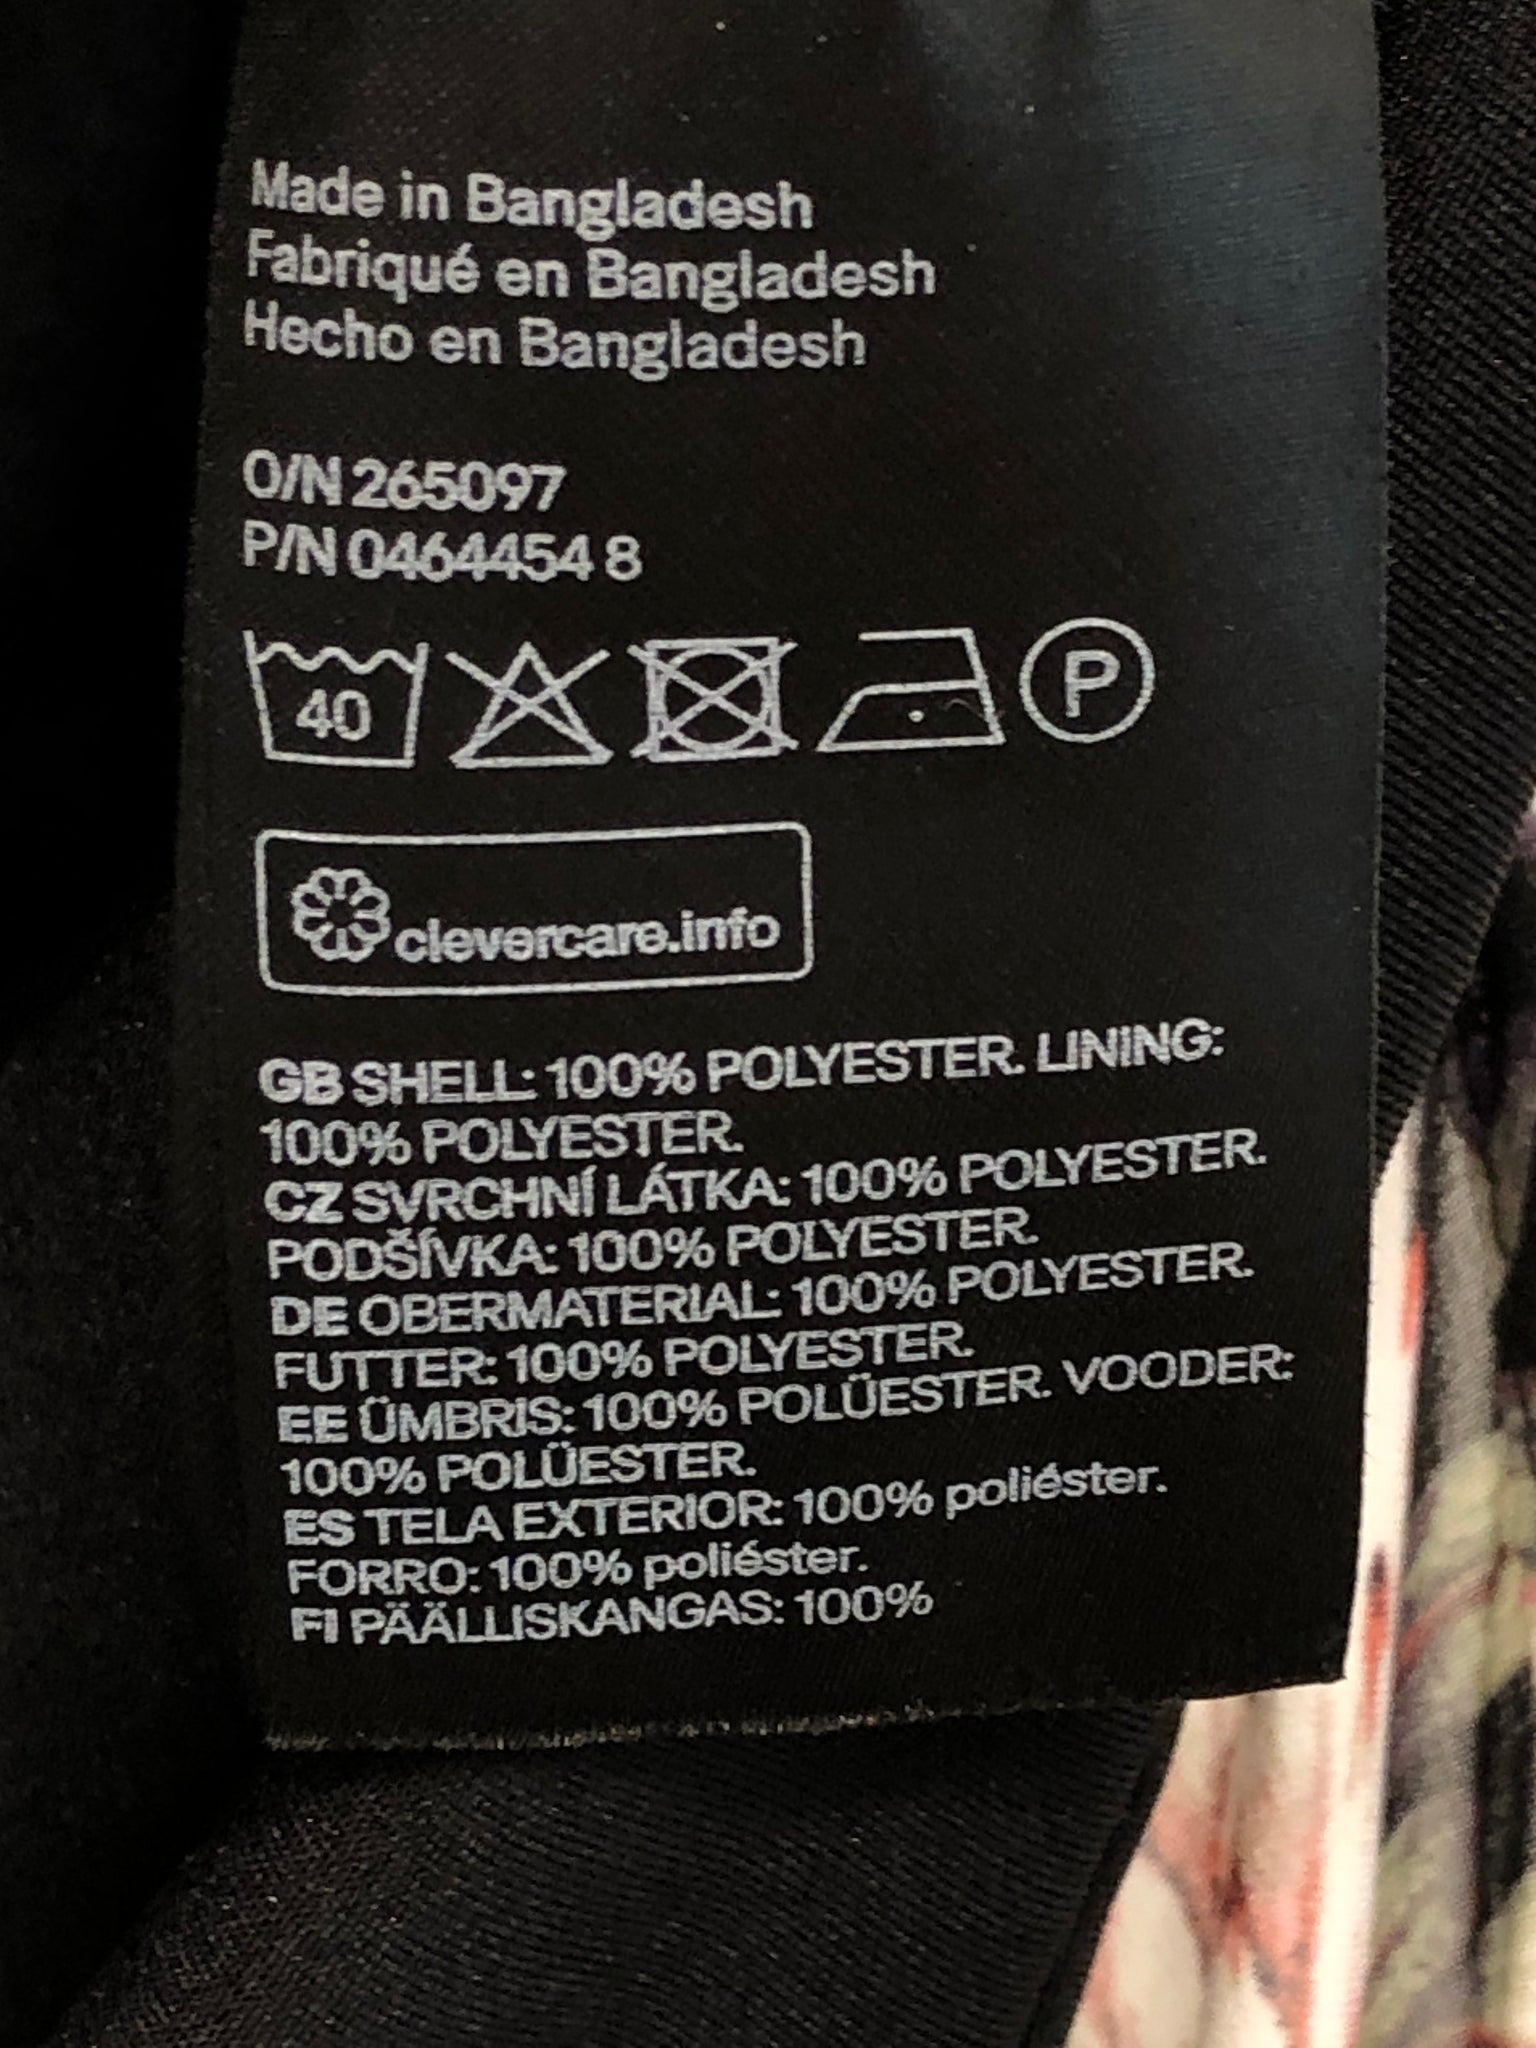 Made in Bangladesh
Fabriqué en Bangladesh
Hecho en Bangladesh
O/N 265097
P/N 0464454 8
40 P
clevercare.info
GB SHELL: 100% POLYESTER. LINING:
100% POLYESTER.
CZ SVRCHNÍ LÁTKA: 100% POLYESTER.
PODŠÍVKA: 100% POLYESTER.
DE OBERMATERIAL: 100% POLYESTER.
FUTTER: 100% POLYESTER.
EE ÜMBRIS: 100% POLÜESTER. VOODER:
100% POLÜESTER.
ES TELA EXTERIOR: 100% poliéster.
FORRO: 100% poliéster.
FI PÄÄLLISKANGAS: 100%